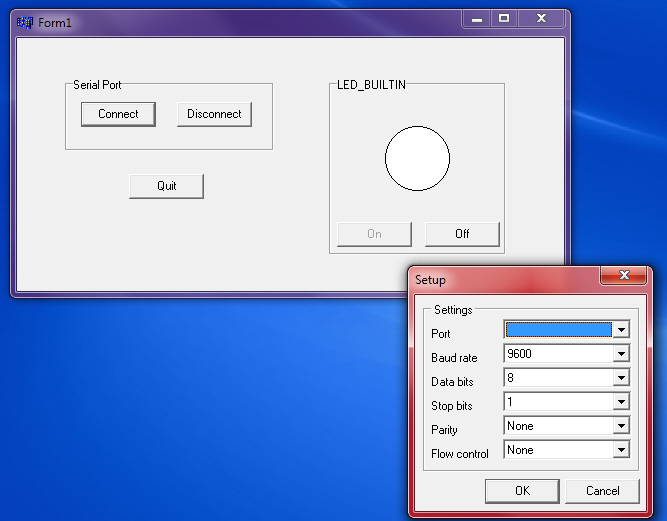 Form1
Serial Port
Connect
Disconnect
Quit
LED_BUILTIN
On
Off
Setup
Settings
Port
Baud rate 9600
Data bits 8
Stop bits 1
Parity None
Flow control None
OK
Cancel